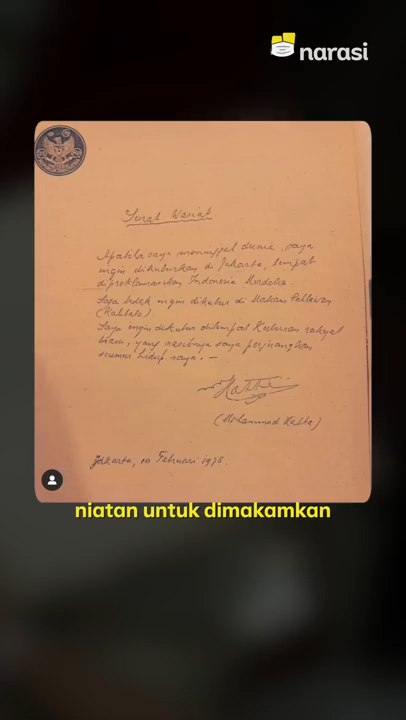 narasi
Surat Wasiat
Apabila saya meninggal dunia, saya
ingin dikuburkan di Jakarta, tempat
diproklamasikan Indonesia Merdeka.
Saya tidak ingin dikubur di Makam Pahlawan
(Kalibata)
Saya ingin dikubur ditempat Kuburan rakyat
biasa, yang nasibnya saya perjuangkan
seumur hidup saya. —
Hatta
(Mohammad Hatta)
Jakarta, 10 Februari 1975.
niatan untuk dimakamkan